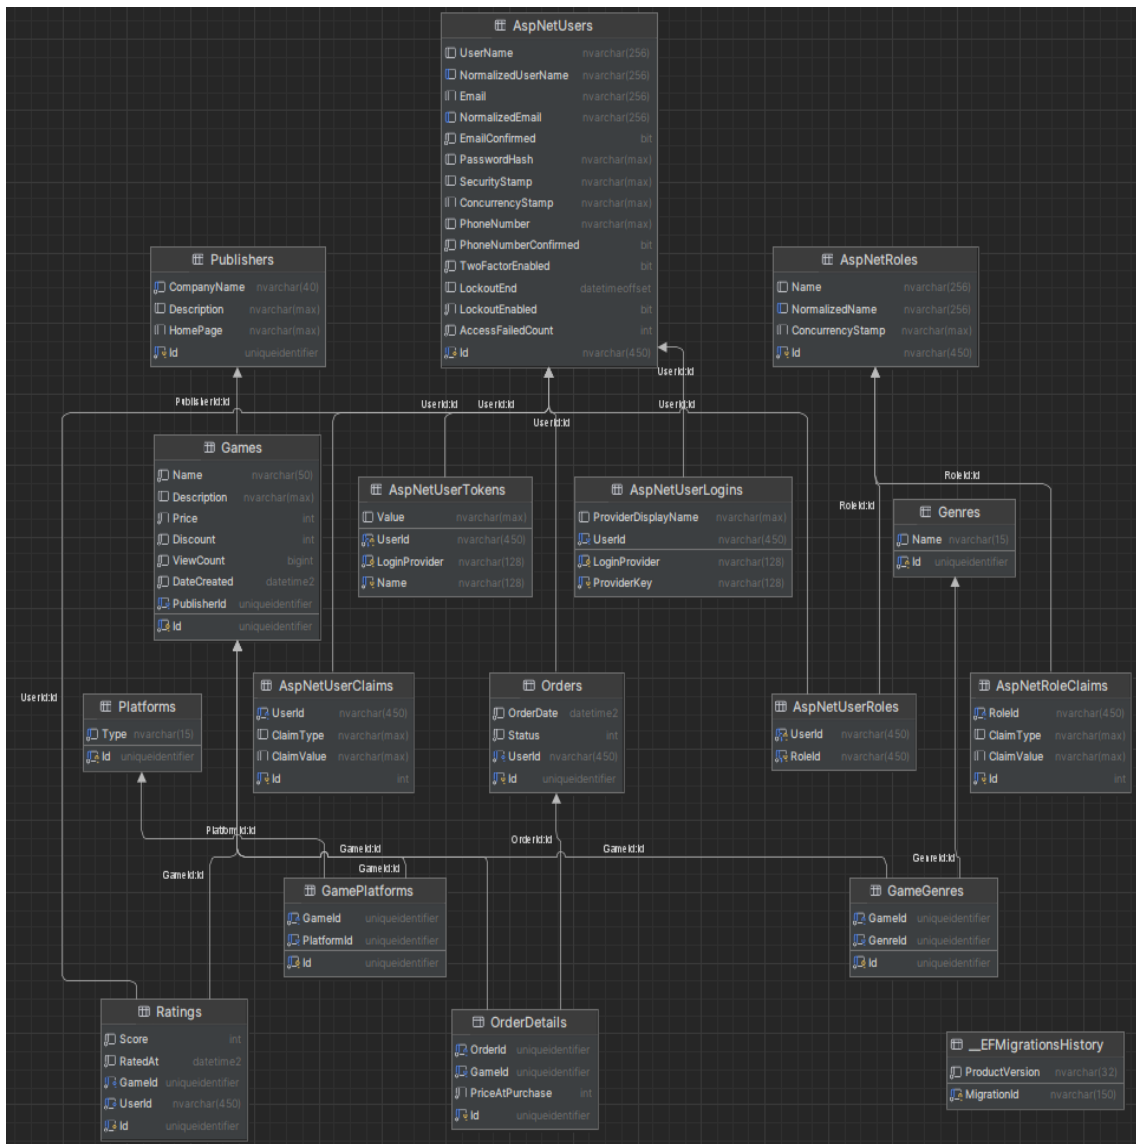 AspNetUsers
UserName nvarchar(256)
NormalizedUserName nvarchar(256)
Email nvarchar(256)
NormalizedEmail nvarchar(256)
EmailConfirmed bit
PasswordHash nvarchar(max)
SecurityStamp nvarchar(max)
ConcurrencyStamp nvarchar(max)
PhoneNumber nvarchar(max)
PhoneNumberConfirmed bit
TwoFactorEnabled bit
LockoutEnd datetimeoffset
LockoutEnabled bit
AccessFailedCount int
Id nvarchar(450)
Publishers
CompanyName nvarchar(40)
Description nvarchar(max)
HomePage nvarchar(max)
Id uniqueidentifier
AspNetRoles
Name nvarchar(256)
NormalizedName nvarchar(256)
ConcurrencyStamp nvarchar(max)
Id nvarchar(450)
UserId:Id
PublisherId:Id
UserId:Id
UserId:Id
UserId:Id
UserId:Id
Games
Name nvarchar(50)
Description nvarchar(max)
Price int
Discount int
ViewCount bigint
DateCreated datetime2
PublisherId uniqueidentifier
Id uniqueidentifier
AspNetUserTokens
Value nvarchar(max)
UserId nvarchar(450)
LoginProvider nvarchar(128)
Name nvarchar(128)
AspNetUserLogins
ProviderDisplayName nvarchar(max)
UserId nvarchar(450)
LoginProvider nvarchar(128)
ProviderKey nvarchar(128)
RoleId:Id
RoleId:Id
Genres
Name nvarchar(15)
Id uniqueidentifier
UserId:Id
Platforms
Type nvarchar(15)
Id uniqueidentifier
AspNetUserClaims
UserId nvarchar(450)
ClaimType nvarchar(max)
ClaimValue nvarchar(max)
Id int
Orders
OrderDate datetime2
Status int
UserId nvarchar(450)
Id uniqueidentifier
AspNetUserRoles
UserId nvarchar(450)
RoleId nvarchar(450)
AspNetRoleClaims
RoleId nvarchar(450)
ClaimType nvarchar(max)
ClaimValue nvarchar(max)
Id int
PlatformId:Id
GameId:Id
OrderId:Id
GameId:Id
GenreId:Id
GameId:Id
GameId:Id
GamePlatforms
GameId uniqueidentifier
PlatformId uniqueidentifier
Id uniqueidentifier
GameGenres
GameId uniqueidentifier
GenreId uniqueidentifier
Id uniqueidentifier
Ratings
Score int
RatedAt datetime2
GameId uniqueidentifier
UserId nvarchar(450)
Id uniqueidentifier
OrderDetails
OrderId uniqueidentifier
GameId uniqueidentifier
PriceAtPurchase int
Id uniqueidentifier
__EFMigrationsHistory
ProductVersion nvarchar(32)
MigrationId nvarchar(150)